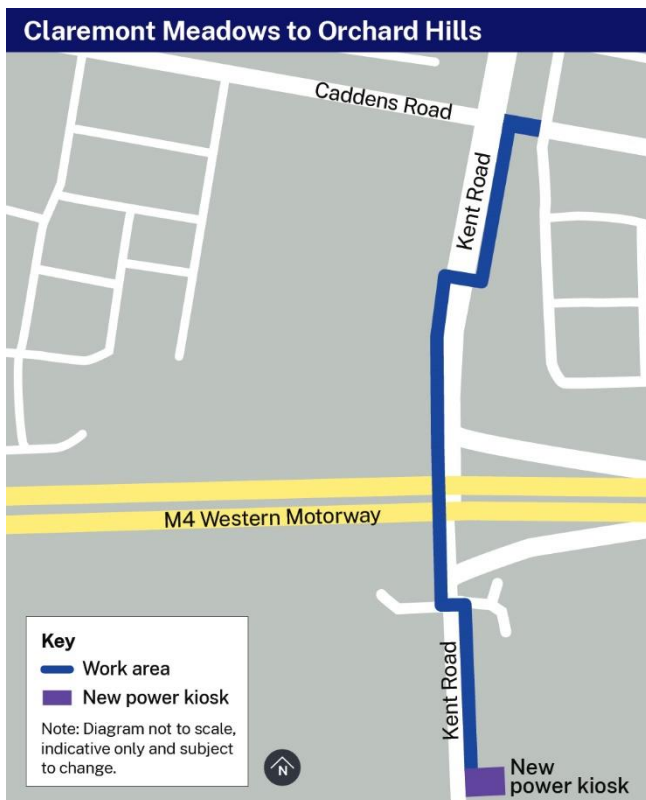 Claremont Meadows to Orchard Hills
Caddens Road
Kent Road
M4 Western Motorway
Kent Road
Key
Work area
New power kiosk
Note: Diagram not to scale,
indicative only and subject
to change.
N
New
power kiosk